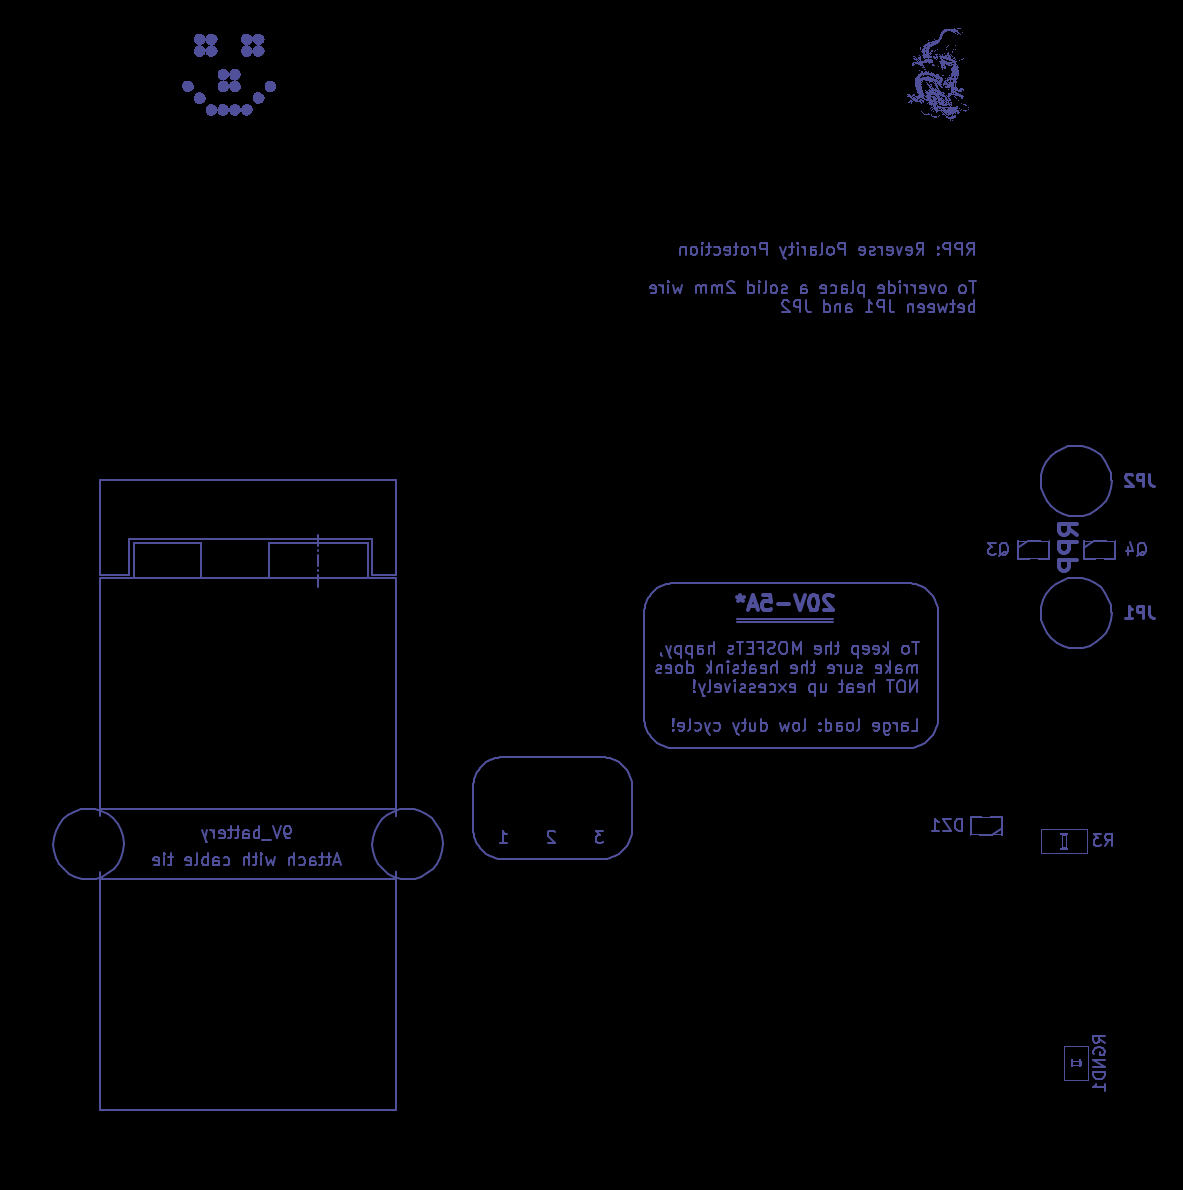 RPP: Reverse Polarity Protection
To override place a solid 2mm wire
between JP1 and JP2
JP2
Q3
RPP
Q4
JP1
20V-5A*
To keep the MOSFETs happy,
make sure the heatsink does
NOT heat up excessively!
Large load: low duty cycle!
9V_battery
Attach with cable tie
1 2 3
DZ1
R3
RGND1